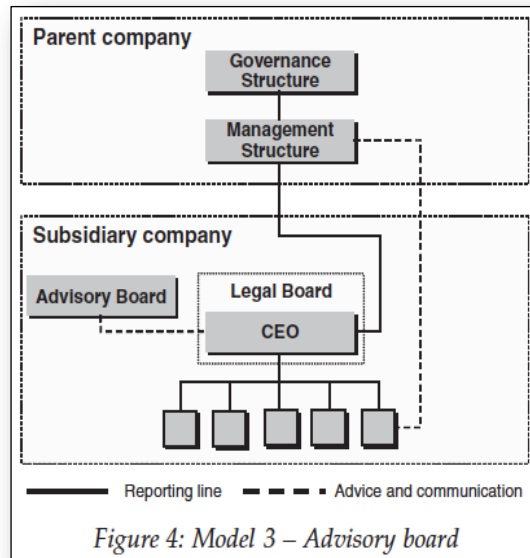 Parent company
Governance
Structure
Management
Structure
Subsidiary company
Advisory Board
Legal Board
CEO
Reporting line
Advice and communication
Figure 4: Model 3 – Advisory board